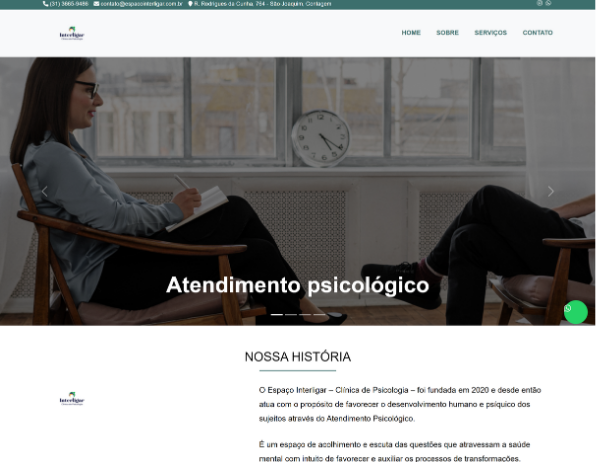 (31) 3665-9496 contato@espacointerligar.com.br R. Rodrigues da Cunha, 754 - São Joaquim, Contagem
Interligar
HOME SOBRE SERVIÇOS CONTATO
Atendimento psicológico
NOSSA HISTÓRIA
Interligar
O Espaço Interligar – Clínica de Psicologia – foi fundada em 2020 e desde então
atua com o propósito de favorecer o desenvolvimento humano e psíquico dos
sujeitos através do Atendimento Psicológico.
É um espaço de acolhimento e escuta das questões que atravessam a saúde
mental com intuito de favorecer e auxiliar os processos de transformações.